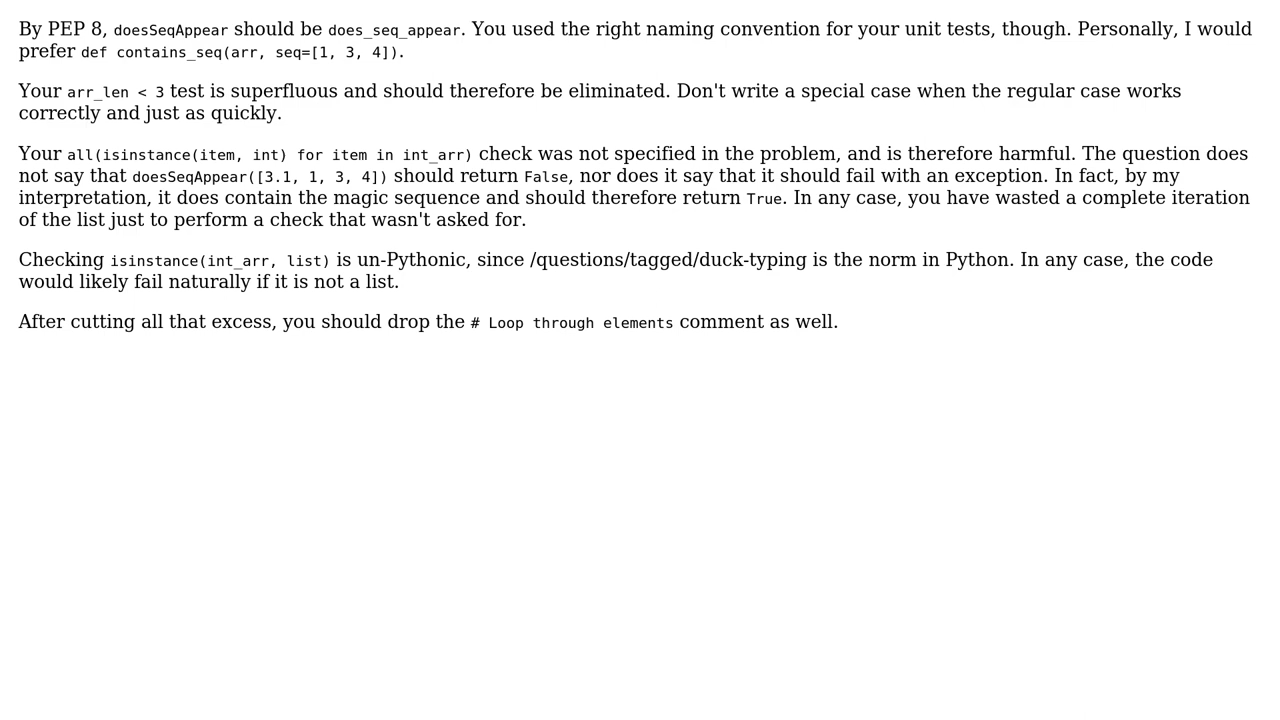 By PEP 8, doesSeqAppear should be does_seq_appear. You used the right naming convention for your unit tests, though. Personally, I would
prefer def contains_seq(arr, seq=[1, 3, 4]).
Your arr_len < 3 test is superfluous and should therefore be eliminated. Don't write a special case when the regular case works
correctly and just as quickly.
Your all(isinstance(item, int) for item in int_arr) check was not specified in the problem, and is therefore harmful. The question does
not say that doesSeqAppear([3.1, 1, 3, 4]) should return False, nor does it say that it should fail with an exception. In fact, by my
interpretation, it does contain the magic sequence and should therefore return True. In any case, you have wasted a complete iteration
of the list just to perform a check that wasn't asked for.
Checking isinstance(int_arr, list) is un-Pythonic, since /questions/tagged/duck-typing is the norm in Python. In any case, the code
would likely fail naturally if it is not a list.
After cutting all that excess, you should drop the # Loop through elements comment as well.